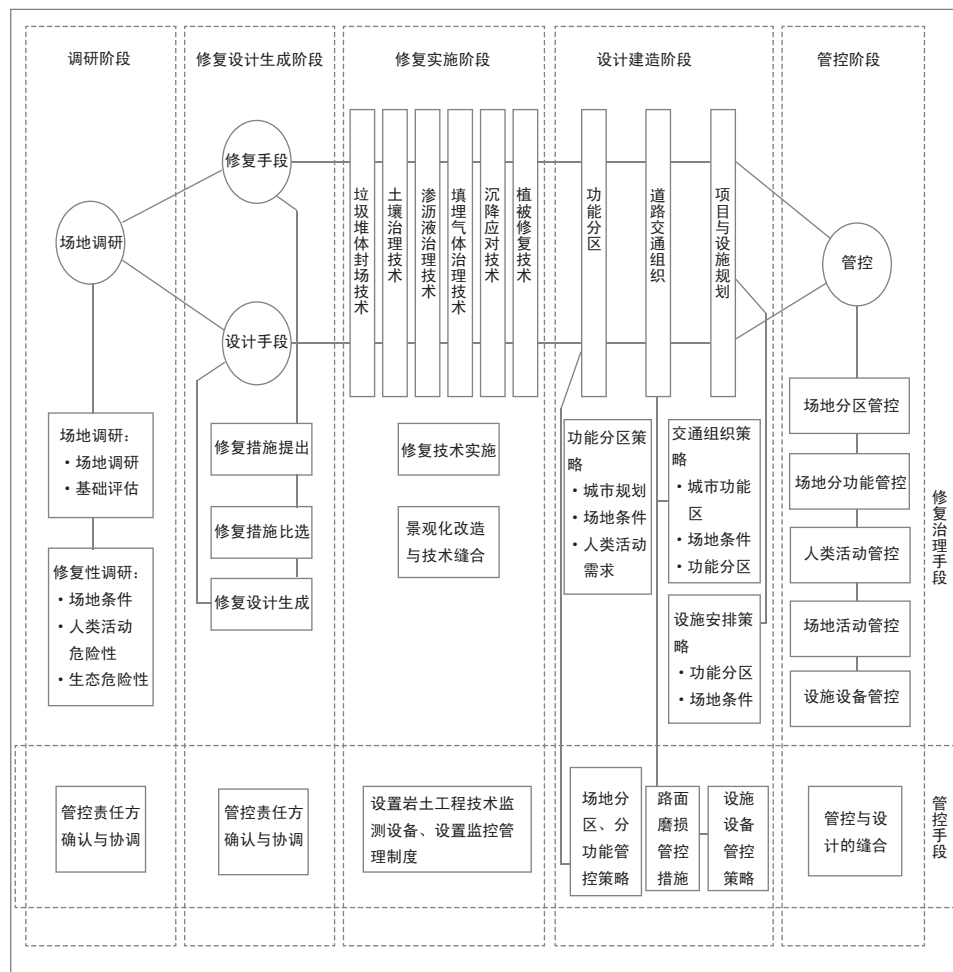 调研阶段
修复设计生成阶段
修复实施阶段
设计建造阶段
管控阶段
场地调研
修复手段
设计手段
垃圾堆体封场技术
土壤治理技术
渗沥液治理技术
填埋气体治理技术
沉降应对技术
植被修复技术
功能分区
道路交通组织
项目与设施规划
管控
场地调研：
·场地调研
·基础评估
修复性调研：
·场地条件
·人类活动
危险性
·生态危险性
修复措施提出
修复措施比选
修复设计生成
修复技术实施
景观化改造
与技术缝合
功能分区策
略
·城市规划
·场地条件
·人类活动
需求
交通组织策
略
·城市功能
区
·场地条件
·功能分区
设施安排策
略
·功能分区
·场地条件
场地分区管控
场地分功能管控
人类活动管控
场地活动管控
设施设备管控
修复治理手段
管控责任方
确认与协调
管控责任方
确认与协调
设置岩土工程技术监
测设备、设置监控管
理制度
场地分
区、分
功能管
控策略
路面
磨损
管控
措施
设施
设备
管控
策略
管控与设
计的缝合
管控手段